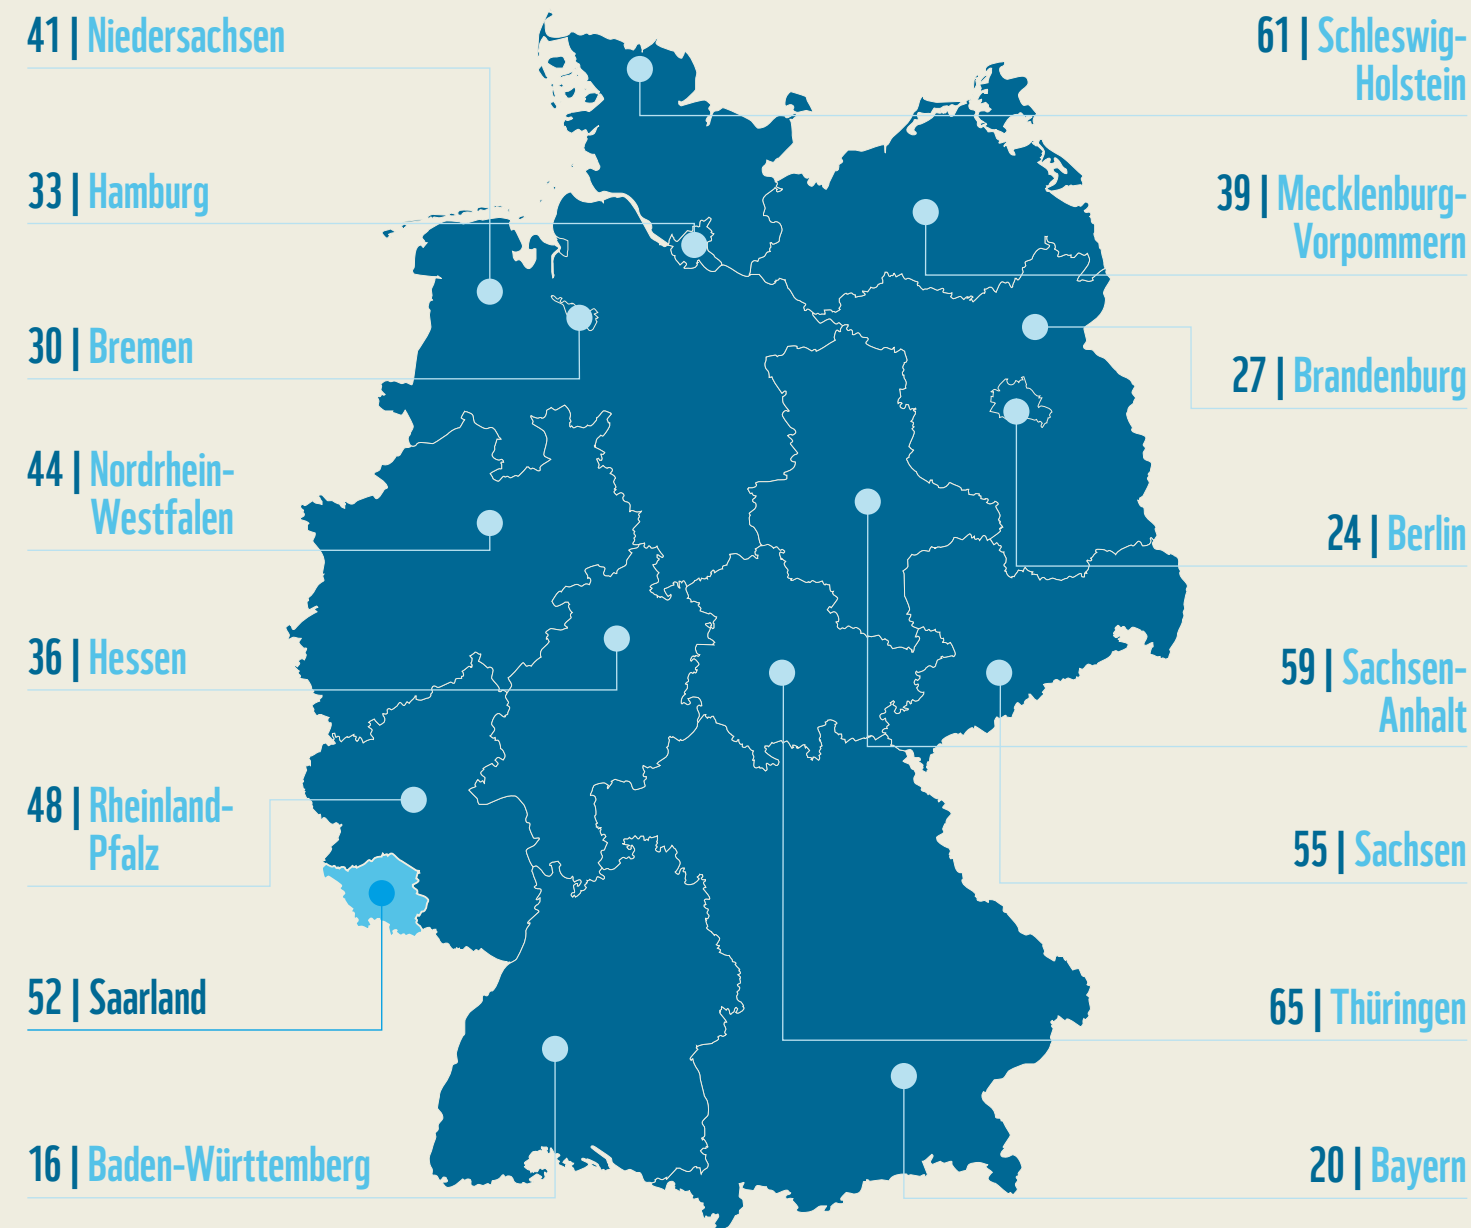 41 | Niedersachsen
33 | Hamburg
30 | Bremen
44 | Nordrhein-
Westfalen
36 | Hessen
48 | Rheinland-
Pfalz
52 | Saarland
16 | Baden-Württemberg
61 | Schleswig-
Holstein
39 | Mecklenburg-
Vorpommern
27 | Brandenburg
24 | Berlin
59 | Sachsen-
Anhalt
55 | Sachsen
65 | Thüringen
20 | Bayern